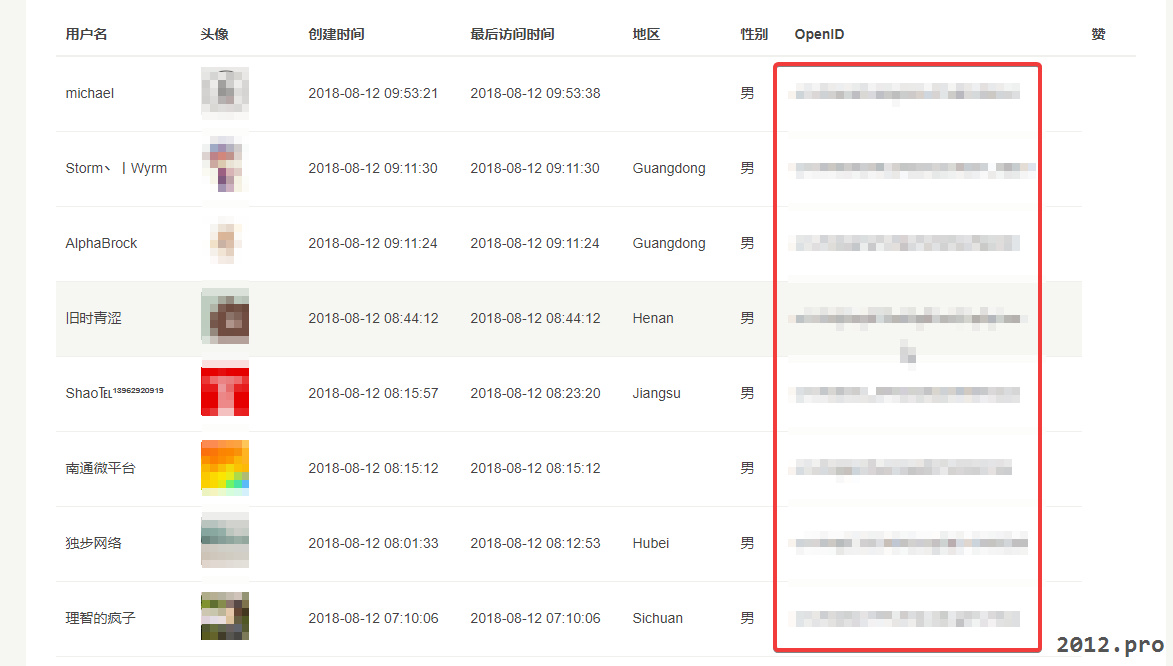 用户名 头像 创建时间 最后访问时间 地区 性别 OpenID 赞
michael 2018-08-12 09:53:21 2018-08-12 09:53:38 男
Storm丶丨Wyrm 2018-08-12 09:11:30 2018-08-12 09:11:30 Guangdong 男
AlphaBrock 2018-08-12 09:11:24 2018-08-12 09:11:24 Guangdong 男
旧时青涩 2018-08-12 08:44:12 2018-08-12 08:44:12 Henan 男
Shao℡¹³⁹⁶²⁹²⁰⁹¹⁹ 2018-08-12 08:15:57 2018-08-12 08:23:20 Jiangsu 男
南通微平台 2018-08-12 08:15:12 2018-08-12 08:15:12 男
独步网络 2018-08-12 08:01:33 2018-08-12 08:12:53 Hubei 男
理智的疯子 2018-08-12 07:10:06 2018-08-12 07:10:06 Sichuan 男
2012.pro